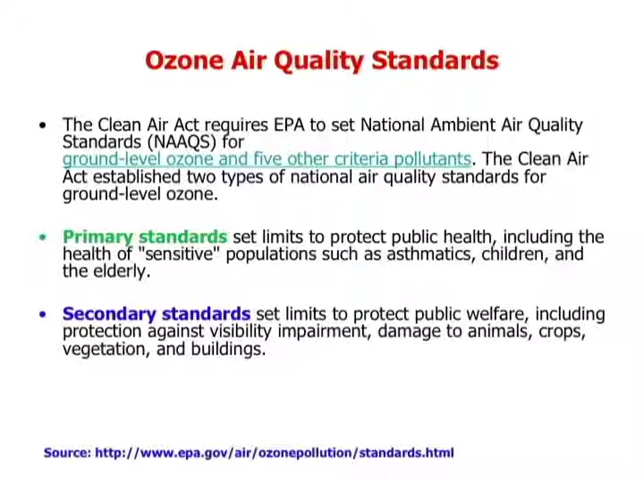 Ozone Air Quality Standards
• The Clean Air Act requires EPA to set National Ambient Air Quality
Standards (NAAQS) for
ground-level ozone and five other criteria pollutants. The Clean Air
Act established two types of national air quality standards for
ground-level ozone.
• Primary standards set limits to protect public health, including the
health of "sensitive" populations such as asthmatics, children, and
the elderly.
• Secondary standards set limits to protect public welfare, including
protection against visibility impairment, damage to animals, crops,
vegetation, and buildings.
Source: http://www.epa.gov/air/ozonepollution/standards.html